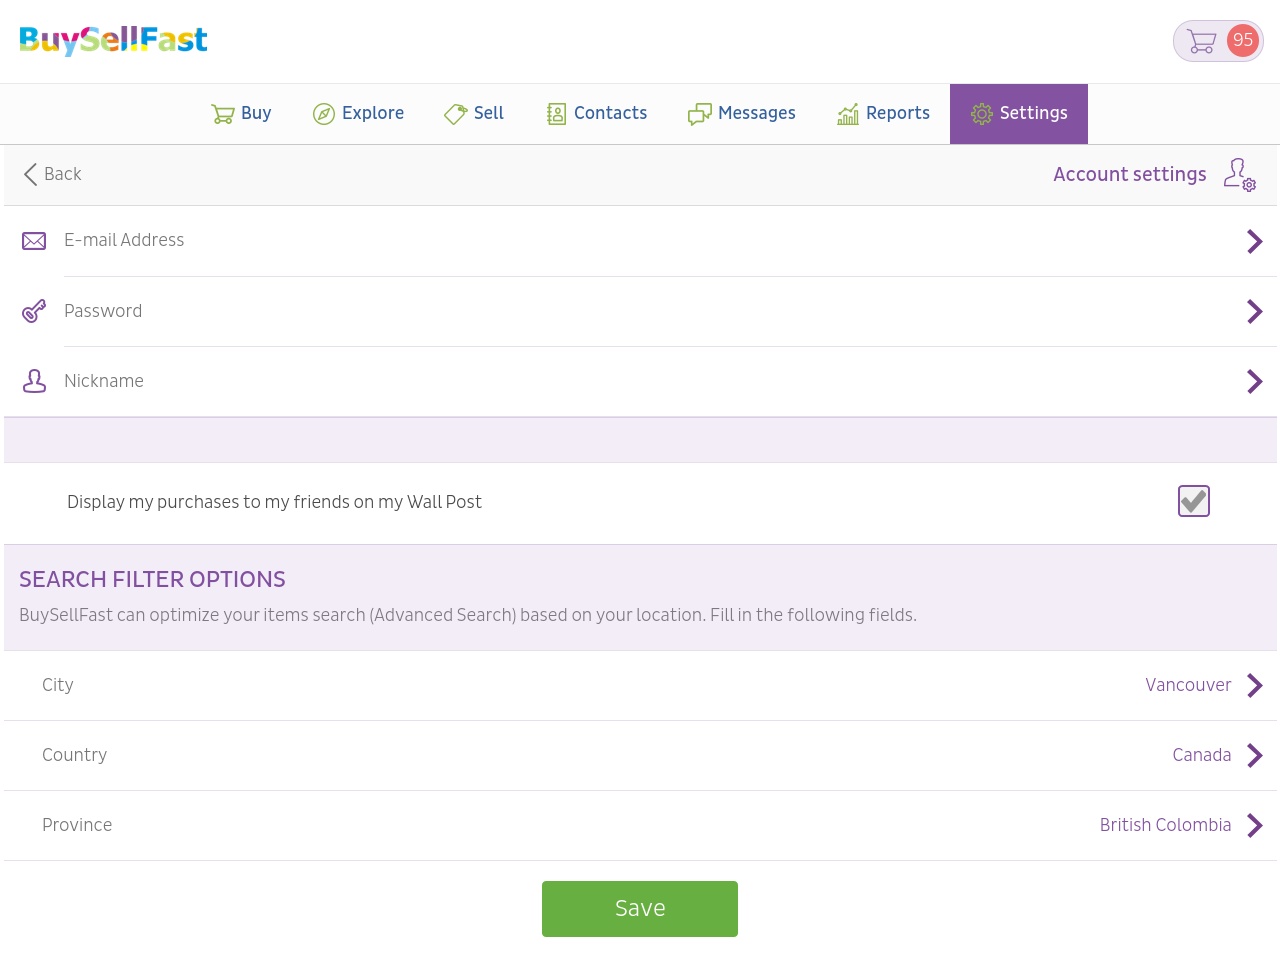 BuySellFast
95
Buy
Explore
Sell
Contacts
Messages
Reports
Settings
Back
Account settings
E-mail Address
Password
Nickname
Display my purchases to my friends on my Wall Post
SEARCH FILTER OPTIONS
BuySellFast can optimize your items search (Advanced Search) based on your location. Fill in the following fields.
City
Vancouver
Country
Canada
Province
British Colombia
Save